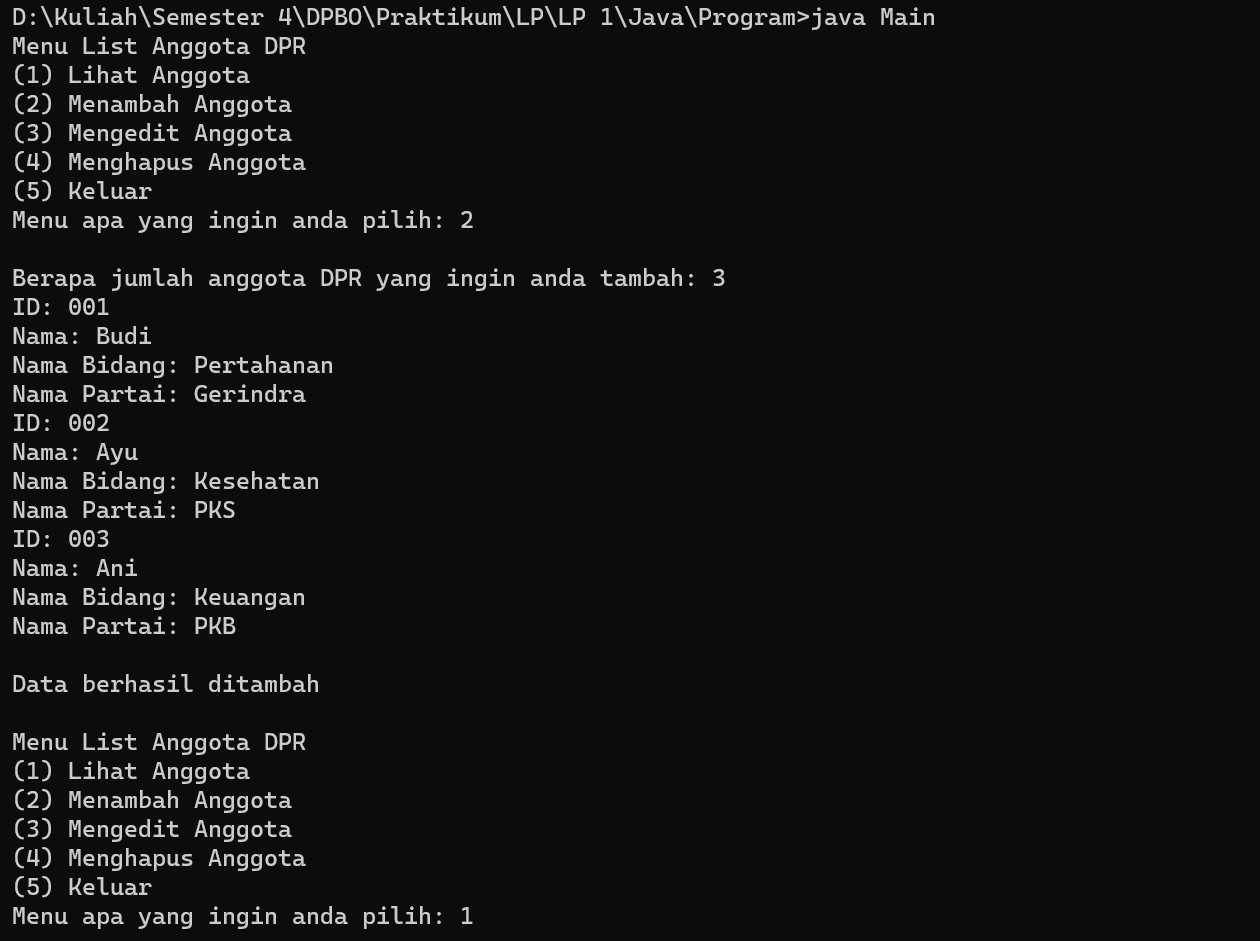 D:\Kuliah\Semester 4\DPBO\Praktikum\LP\LP 1\Java\Program>java Main
Menu List Anggota DPR
(1) Lihat Anggota
(2) Menambah Anggota
(3) Mengedit Anggota
(4) Menghapus Anggota
(5) Keluar
Menu apa yang ingin anda pilih: 2

Berapa jumlah anggota DPR yang ingin anda tambah: 3
ID: 001
Nama: Budi
Nama Bidang: Pertahanan
Nama Partai: Gerindra
ID: 002
Nama: Ayu
Nama Bidang: Kesehatan
Nama Partai: PKS
ID: 003
Nama: Ani
Nama Bidang: Keuangan
Nama Partai: PKB

Data berhasil ditambah

Menu List Anggota DPR
(1) Lihat Anggota
(2) Menambah Anggota
(3) Mengedit Anggota
(4) Menghapus Anggota
(5) Keluar
Menu apa yang ingin anda pilih: 1